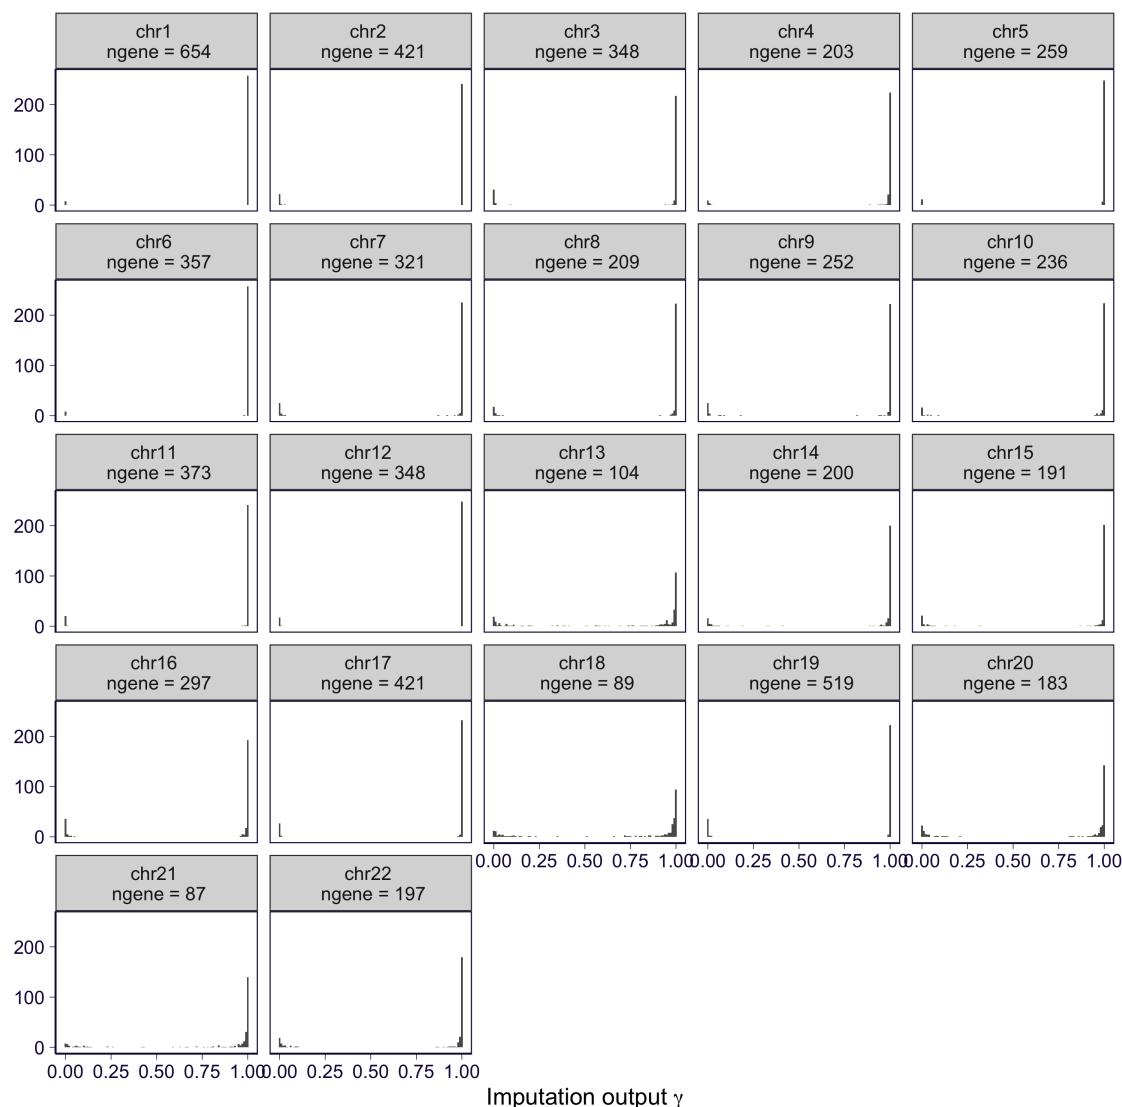 chr1
ngene = 654
chr2
ngene = 421
chr3
ngene = 348
chr4
ngene = 203
chr5
ngene = 259
200
100
0
chr6
ngene = 357
chr7
ngene = 321
chr8
ngene = 209
chr9
ngene = 252
chr10
ngene = 236
200
100
0
chr11
ngene = 373
chr12
ngene = 348
chr13
ngene = 104
chr14
ngene = 200
chr15
ngene = 191
200
100
0
chr16
ngene = 297
chr17
ngene = 421
chr18
ngene = 89
chr19
ngene = 519
chr20
ngene = 183
200
100
0
0.00 0.25 0.50 0.75 1.00
0.00 0.25 0.50 0.75 1.00
0.00 0.25 0.50 0.75 1.00
chr21
ngene = 87
chr22
ngene = 197
200
100
0
0.00 0.25 0.50 0.75 1.00
0.00 0.25 0.50 0.75 1.00
Imputation output γ